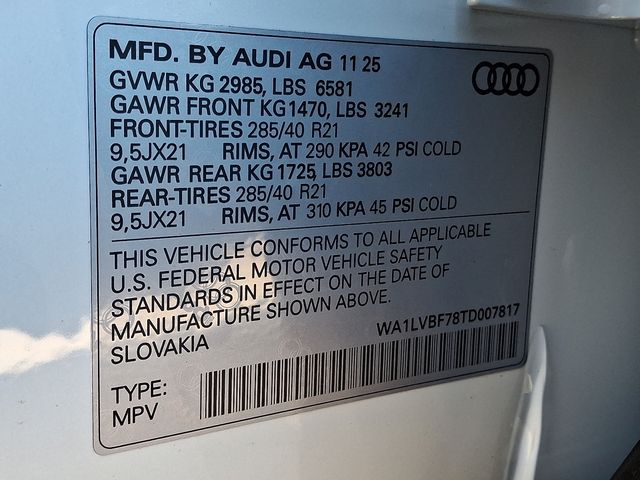 MFD. BY AUDI AG 11 25
GVWR KG 2985, LBS 6581
GAWR FRONT KG 1470, LBS 3241
FRONT-TIRES 285/40 R21
9,5JX21 RIMS, AT 290 KPA 42 PSI COLD
GAWR REAR KG 1725, LBS 3803
REAR-TIRES 285/40 R21
9,5JX21 RIMS, AT 310 KPA 45 PSI COLD
THIS VEHICLE CONFORMS TO ALL APPLICABLE
U.S. FEDERAL MOTOR VEHICLE SAFETY
STANDARDS IN EFFECT ON THE DATE OF
MANUFACTURE SHOWN ABOVE.
SLOVAKIA
WA1LVBF78TD007817
TYPE:
MPV